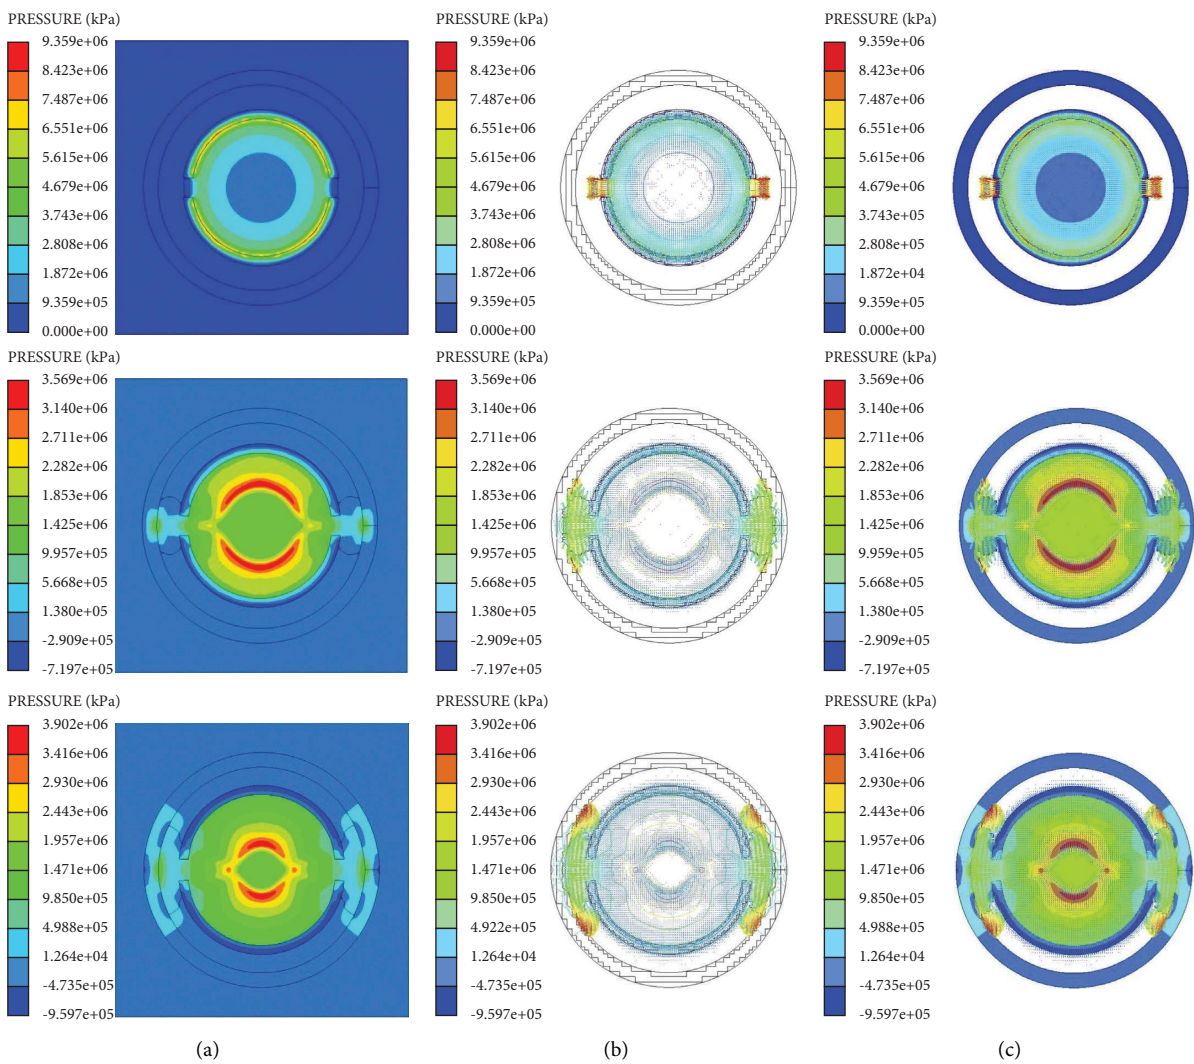 PRESSURE (kPa)
9.359e+06
8.423e+06
7.487e+06
6.551e+06
5.615e+06
4.679e+06
3.743e+06
2.808e+06
1.872e+06
9.359e+05
0.000e+00
PRESSURE (kPa)
9.359e+06
8.423e+06
7.487e+06
6.551e+06
5.615e+06
4.679e+06
3.743e+06
2.808e+06
1.872e+06
9.359e+05
0.000e+00
PRESSURE (kPa)
9.359e+06
8.423e+06
7.487e+06
6.551e+06
5.615e+06
4.679e+06
3.743e+06
2.808e+05
1.872e+04
9.359e+05
0.000e+00
PRESSURE (kPa)
3.569e+06
3.140e+06
2.711e+06
2.282e+06
1.853e+06
1.425e+06
9.957e+05
5.668e+05
1.380e+05
-2.909e+05
-7.197e+05
PRESSURE (kPa)
3.569e+06
3.140e+06
2.711e+06
2.282e+06
1.853e+06
1.425e+06
9.957e+05
5.668e+05
1.380e+05
-2.909e+05
-7.197e+05
PRESSURE (kPa)
3.569e+06
3.140e+06
2.711e+06
2.282e+06
1.853e+06
1.425e+06
9.959e+05
5.668e+05
1.380e+05
-2.909e+05
-7.197e+05
PRESSURE (kPa)
3.902e+06
3.416e+06
2.930e+06
2.443e+06
1.957e+06
1.471e+06
9.850e+05
4.988e+05
1.264e+04
-4.735e+05
-9.597e+05
PRESSURE (kPa)
3.902e+06
3.416e+06
2.930e+06
2.443e+06
1.957e+06
1.471e+06
9.850e+05
4.922e+05
1.264e+04
-4.735e+05
-9.597e+05
PRESSURE (kPa)
3.902e+06
3.416e+06
2.930e+06
2.443e+06
1.957e+06
1.471e+06
9.850e+05
4.988e+05
1.264e+04
-4.735e+05
-9.597e+05
(a)
(b)
(c)